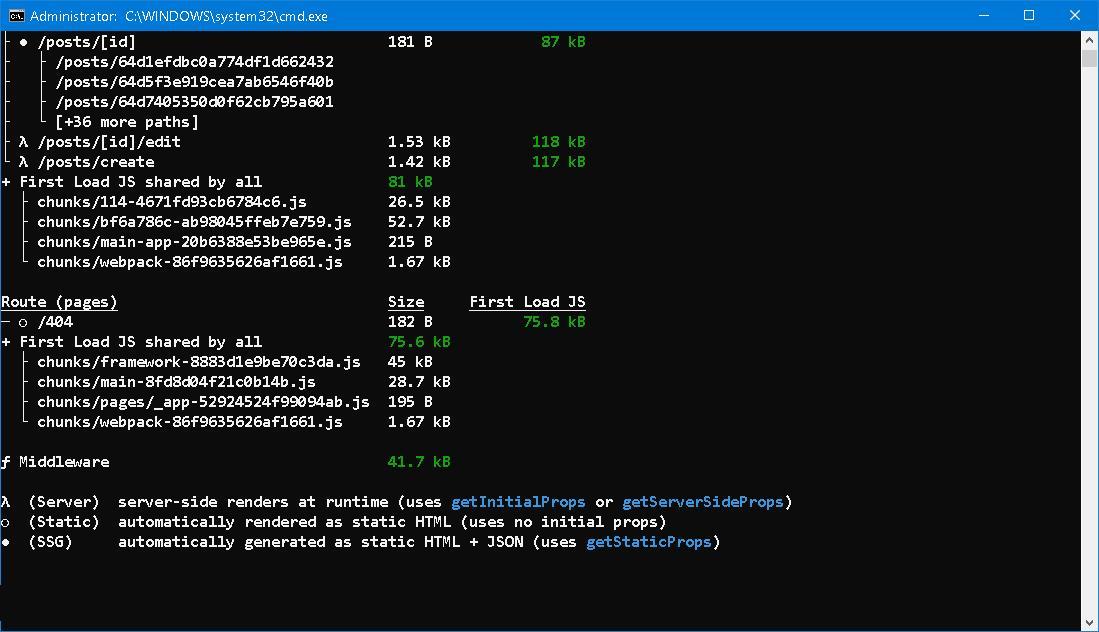 Administrator: C:\WINDOWS\system32\cmd.exe
├ ● /posts/[id] 181 B 87 kB
├ ├ /posts/64d1efdbc0a774df1d662432
├ ├ /posts/64d5f3e919cea7ab6546f40b
├ ├ /posts/64d7405350d0f62cb795a601
├ └ [+36 more paths]
├ λ /posts/[id]/edit 1.53 kB 118 kB
└ λ /posts/create 1.42 kB 117 kB
+ First Load JS shared by all 81 kB
├ chunks/114-4671fd93cb6784c6.js 26.5 kB
├ chunks/bf6a786c-ab98045ffeb7e759.js 52.7 kB
├ chunks/main-app-20b6388e53be965e.js 215 B
└ chunks/webpack-86f9635626af1661.js 1.67 kB
Route (pages) Size First Load JS
─ ○ /404 182 B 75.8 kB
+ First Load JS shared by all 75.6 kB
├ chunks/framework-8883d1e9be70c3da.js 45 kB
├ chunks/main-8fd8d04f21c0b14b.js 28.7 kB
├ chunks/pages/_app-52924524f99094ab.js 195 B
└ chunks/webpack-86f9635626af1661.js 1.67 kB
ƒ Middleware 41.7 kB
λ (Server) server-side renders at runtime (uses getInitialProps or getServerSideProps)
○ (Static) automatically rendered as static HTML (uses no initial props)
● (SSG) automatically generated as static HTML + JSON (uses getStaticProps)